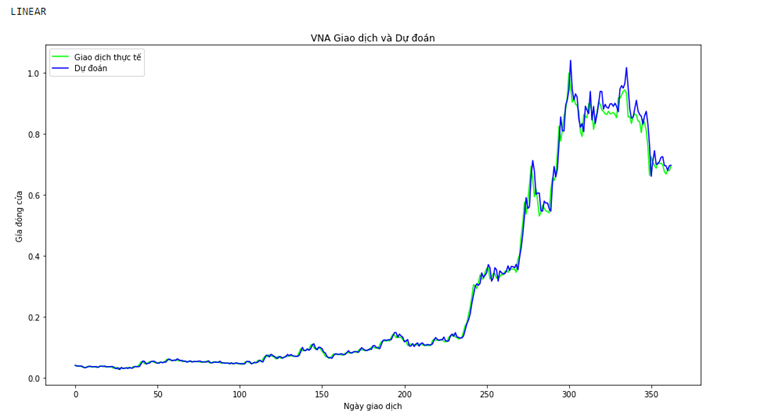 LINEAR
VNA Giao dịch và Dự đoán
Giao dịch thực tế
Dự đoán
1.0
0.8
0.6
0.4
0.2
0.0
Gía đóng cửa
0 50 100 150 200 250 300 350
Ngày giao dịch